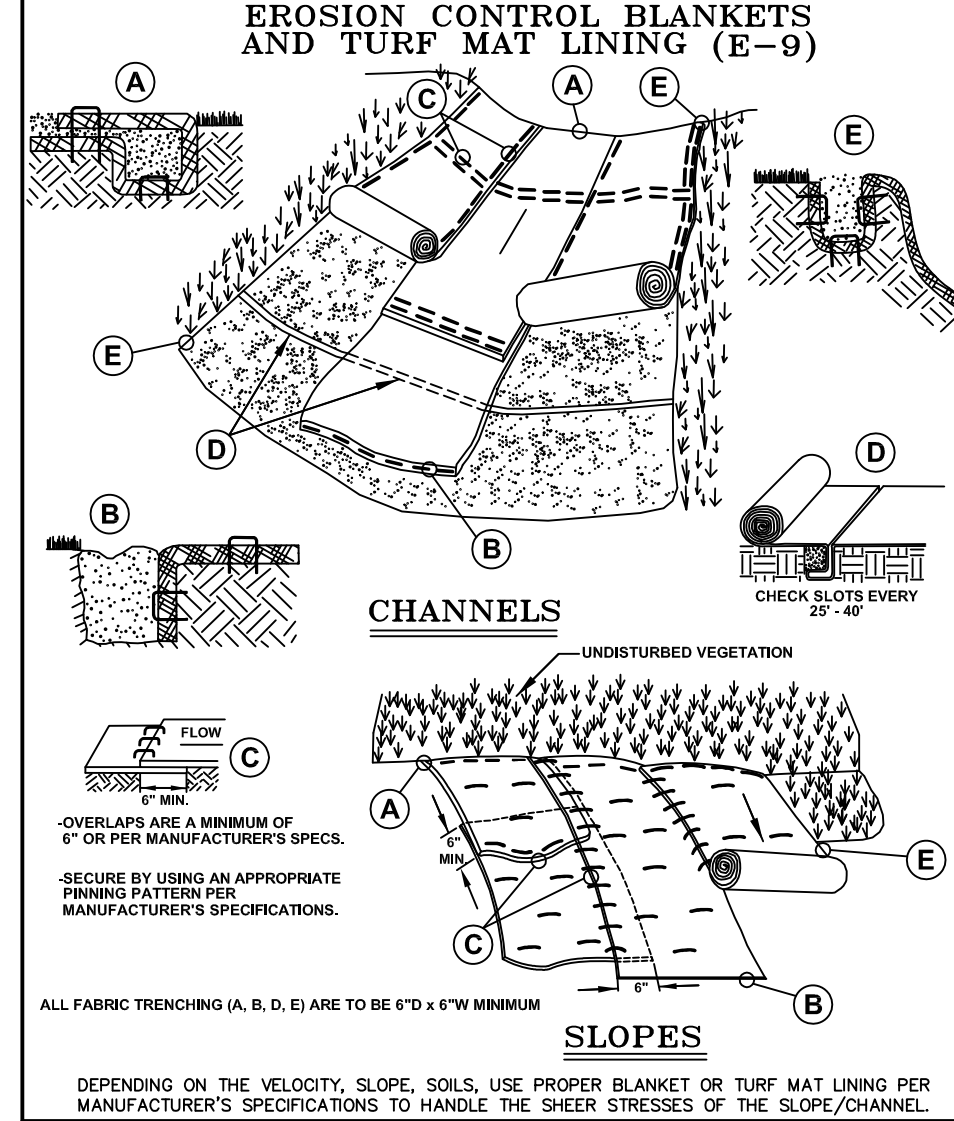 EROSION CONTROL BLANKETS
AND TURF MAT LINING (E-9)
A
C
A
E
E
E
D
D
B
B
CHECK SLOTS EVERY
25' - 40'
CHANNELS
UNDISTURBED VEGETATION
FLOW
C
6" MIN.
-OVERLAPS ARE A MINIMUM OF
6" OR PER MANUFACTURER'S SPECS.
-SECURE BY USING AN APPROPRIATE
PINNING PATTERN PER
MANUFACTURER'S SPECIFICATIONS.
A
6"
MIN.
E
C
6"
B
ALL FABRIC TRENCHING (A, B, D, E) ARE TO BE 6"D x 6"W MINIMUM
SLOPES
DEPENDING ON THE VELOCITY, SLOPE, SOILS, USE PROPER BLANKET OR TURF MAT LINING PER
MANUFACTURER'S SPECIFICATIONS TO HANDLE THE SHEER STRESSES OF THE SLOPE/CHANNEL.